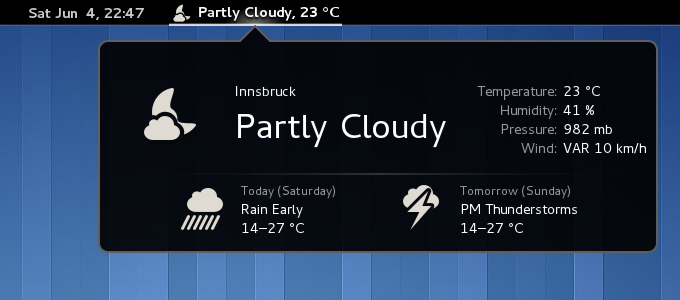 Sat Jun 4, 22:47
Partly Cloudy, 23 °C
Innsbruck
Partly Cloudy
Temperature: 23 °C
Humidity: 41 %
Pressure: 982 mb
Wind: VAR 10 km/h
Today (Saturday)
Rain Early
14–27 °C
Tomorrow (Sunday)
PM Thunderstorms
14–27 °C